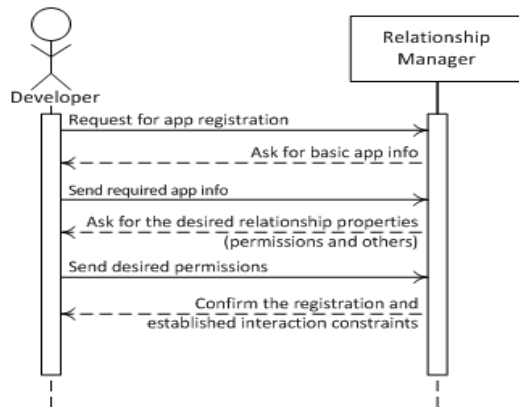 Relationship
Manager
Developer
Request for app registration
Ask for basic app info
Send required app info
Ask for the desired relationship properties
(permissions and others)
Send desired permissions
Confirm the registration and
established interaction constraints